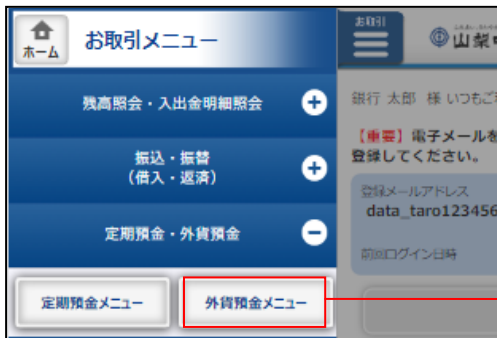 ホーム
お取引メニュー
残高照会・入出金明細照会
振込・振替
(借入・返済)
定期預金・外貨預金
定期預金メニュー
外貨預金メニュー
お取引
山梨
銀行 太郎 様 いつもご
【重要】電子メールを
登録してください。
登録メールアドレス
data_taro123456
前回ログイン日時